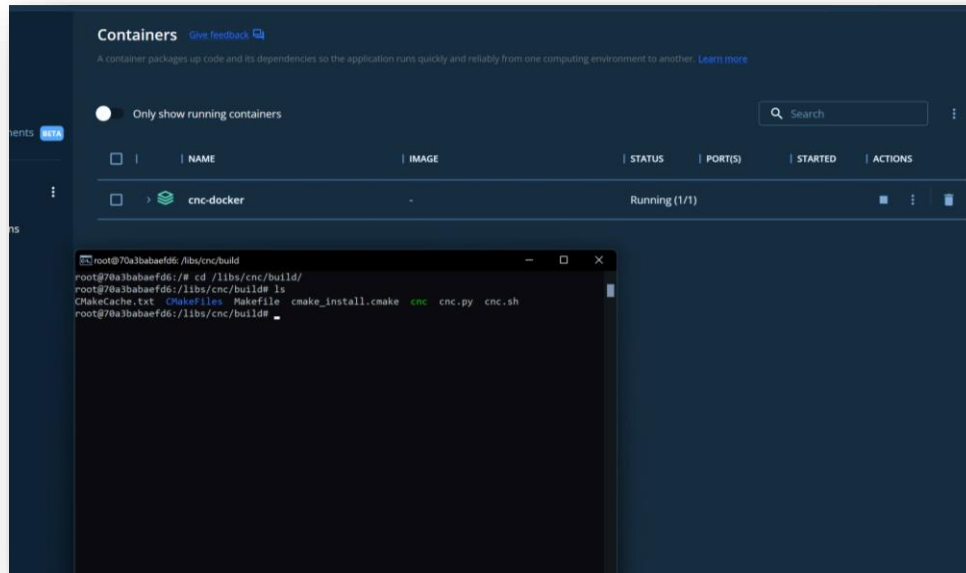 Containers Give feedback
A container packages up code and its dependencies so the application runs quickly and reliably from one computing environment to another. Learn more
Only show running containers
Search
ments BETA
NAME IMAGE STATUS PORT(S) STARTED ACTIONS
cnc-docker - Running (1/1)
ns
root@70a3babaefd6: /libs/cnc/build
root@70a3babaefd6:/# cd /libs/cnc/build/
root@70a3babaefd6:/libs/cnc/build# ls
CMakeCache.txt CMakeFiles Makefile cmake_install.cmake cnc cnc.py cnc.sh
root@70a3babaefd6:/libs/cnc/build#